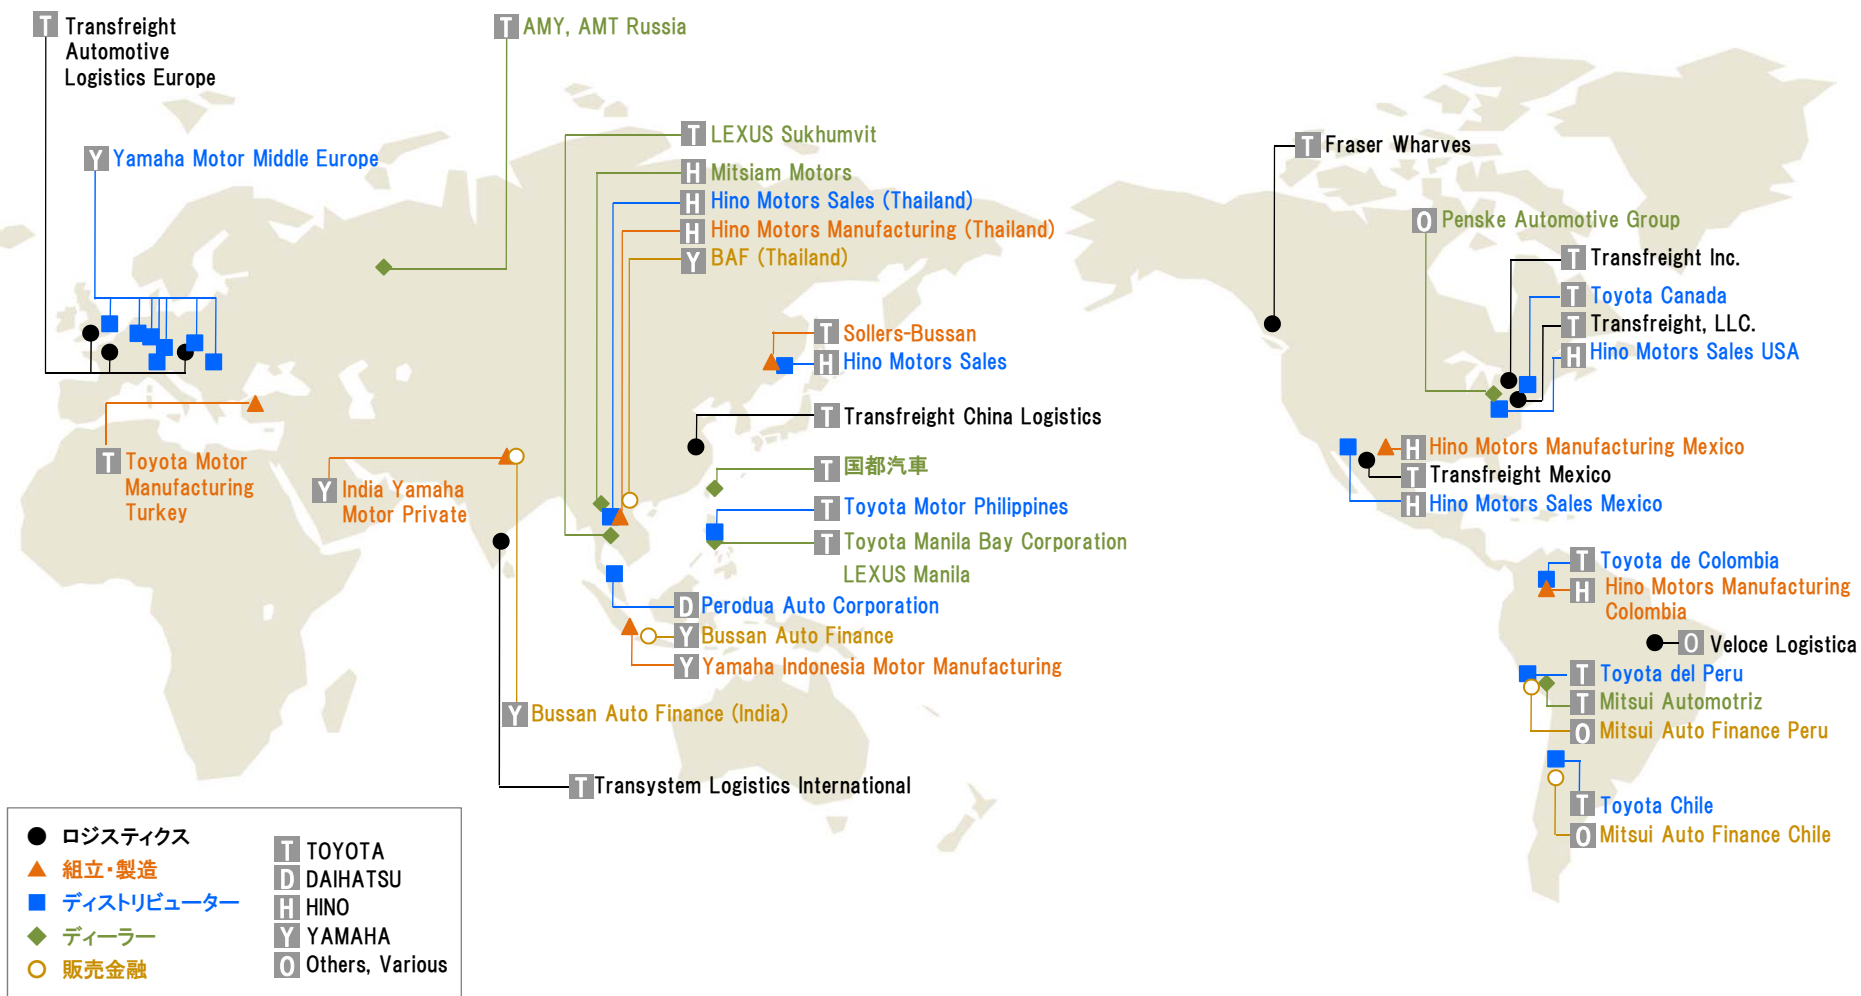 T Transfreight
Automotive
Logistics Europe
T AMY, AMT Russia
Y Yamaha Motor Middle Europe
T LEXUS Sukhumvit
H Mitsiam Motors
H Hino Motors Sales (Thailand)
H Hino Motors Manufacturing (Thailand)
Y BAF (Thailand)
T Sollers-Bussan
H Hino Motors Sales
T Transfreight China Logistics
T 国都汽車
T Toyota Motor Philippines
T Toyota Manila Bay Corporation
LEXUS Manila
D Perodua Auto Corporation
Y Bussan Auto Finance
Y Yamaha Indonesia Motor Manufacturing
T Toyota Motor
Manufacturing
Turkey
Y India Yamaha
Motor Private
Y Bussan Auto Finance (India)
T Transystem Logistics International
T Fraser Wharves
O Penske Automotive Group
T Transfreight Inc.
T Toyota Canada
T Transfreight, LLC.
H Hino Motors Sales USA
H Hino Motors Manufacturing Mexico
T Transfreight Mexico
H Hino Motors Sales Mexico
T Toyota de Colombia
H Hino Motors Manufacturing
Colombia
O Veloce Logistica
T Toyota del Peru
T Mitsui Automotriz
O Mitsui Auto Finance Peru
T Toyota Chile
O Mitsui Auto Finance Chile
ロジスティクス
組立・製造
ディストリビューター
ディーラー
販売金融
T TOYOTA
D DAIHATSU
H HINO
Y YAMAHA
O Others, Various